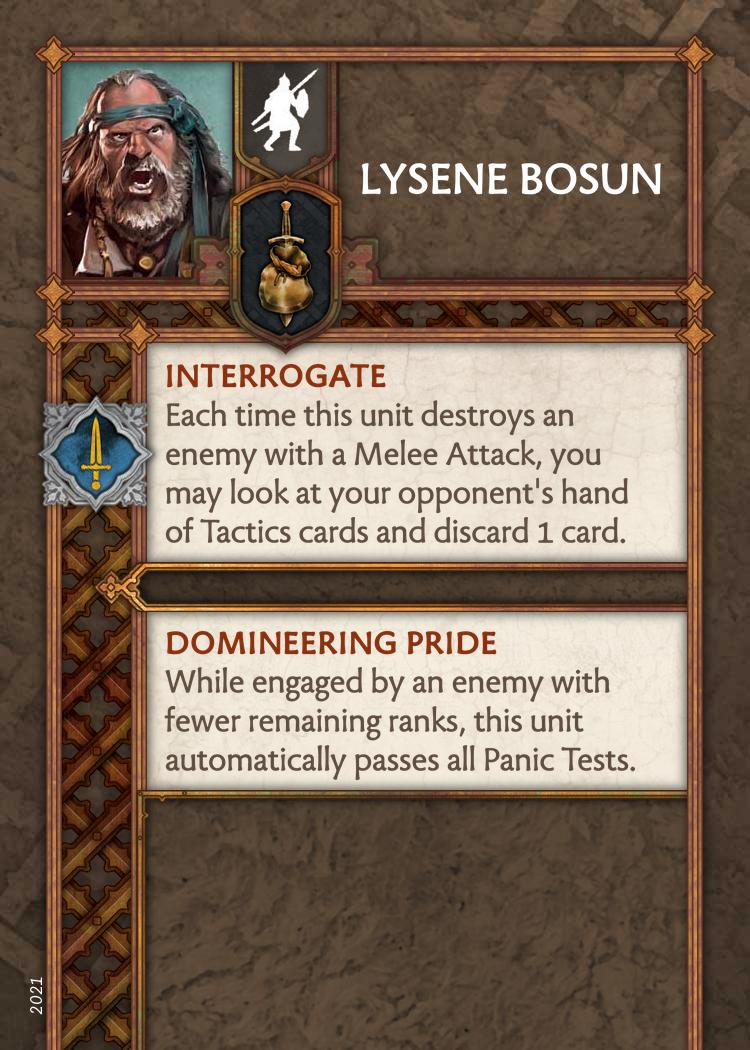 LYSENE BOSUN
INTERROGATE
Each time this unit destroys an
enemy with a Melee Attack, you
may look at your opponent's hand
of Tactics cards and discard 1 card.
DOMINEERING PRIDE
While engaged by an enemy with
fewer remaining ranks, this unit
automatically passes all Panic Tests.
2021